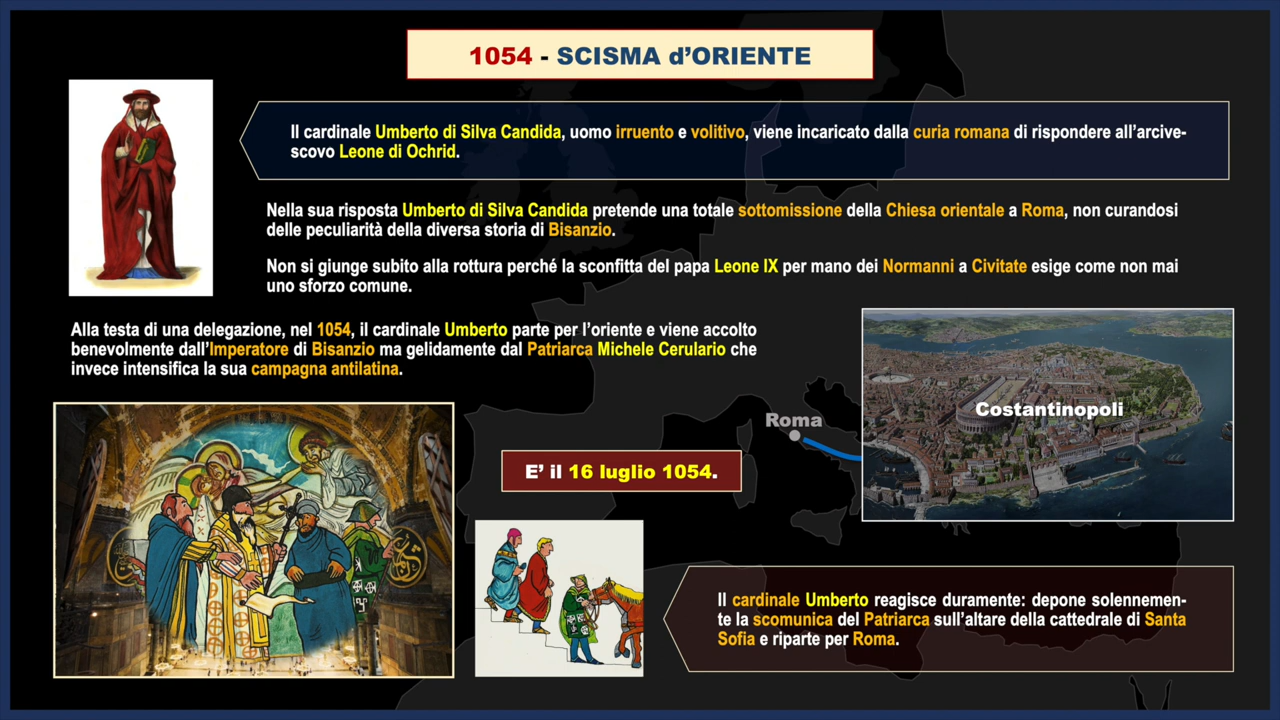 1054 - SCISMA d’ORIENTE
Il cardinale Umberto di Silva Candida, uomo irruento e volitivo, viene incaricato dalla curia romana di rispondere all’arcive-
scovo Leone di Ochrid.
Nella sua risposta Umberto di Silva Candida pretende una totale sottomissione della Chiesa orientale a Roma, non curandosi
delle peculiarità della diversa storia di Bisanzio.
Non si giunge subito alla rottura perché la sconfitta del papa Leone IX per mano dei Normanni a Civitate esige come non mai
uno sforzo comune.
Alla testa di una delegazione, nel 1054, il cardinale Umberto parte per l’oriente e viene accolto
benevolmente dall’Imperatore di Bisanzio ma gelidamente dal Patriarca Michele Cerulario che
invece intensifica la sua campagna antilatina.
Costantinopoli
Roma
E’ il 16 luglio 1054.
Il cardinale Umberto reagisce duramente: depone solennemen-
te la scomunica del Patriarca sull’altare della cattedrale di Santa
Sofia e riparte per Roma.